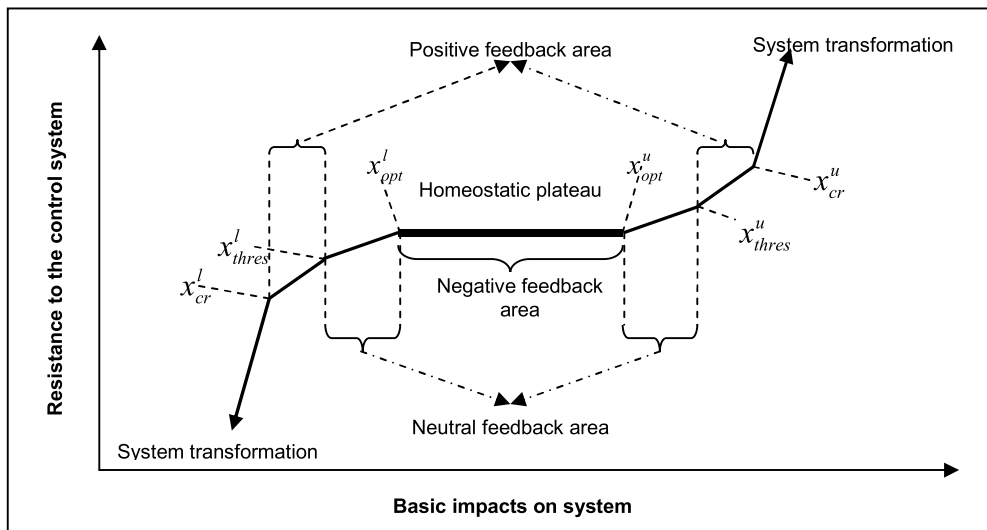 System transformation
Positive feedback area
Resistance to the control system
x^l_opt
x^u_opt
Homeostatic plateau
x^u_cr
x^l_thres
x^u_thres
x^l_cr
Negative feedback
area
Neutral feedback area
System transformation
Basic impacts on system